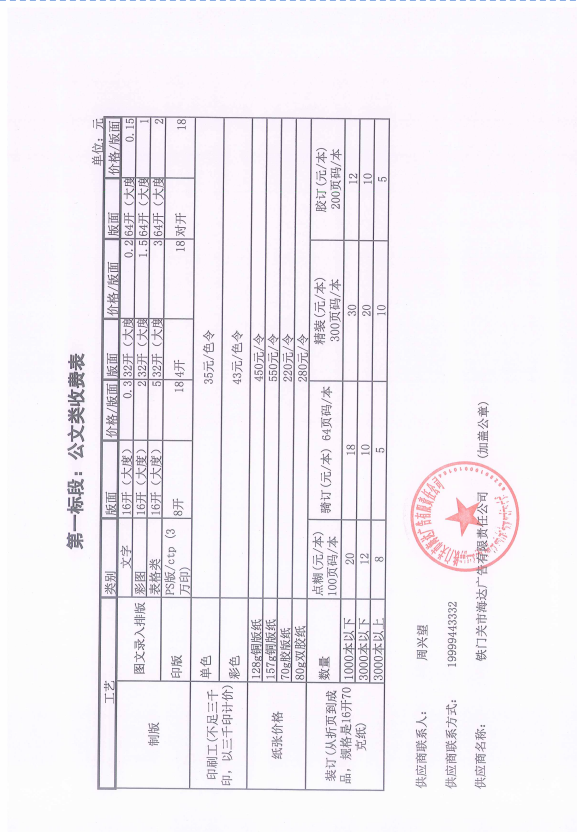 第一标段：公文类收费表
单位：元
工艺 类别 版面 价格/版面 版面 价格/版面 版面 价格/版面
制版 图文录入排版 文字 16开（大度） 0.3 32开（大度 0.2 64开（大度 0.15
彩图 16开（大度） 2 32开（大度 1.5 64开（大度 1
表格类 16开（大度） 5 32开（大度 3 64开（大度 2
印版 PS版/ctp（3万印） 8开 18 4开 18 对开 18
印刷工(不足三千印，以三千印计价) 单色 35元/色令
彩色 43元/色令
纸张价格 128g铜版纸 450元/令
157g铜版纸 550元/令
70g胶版纸 220元/令
80g双胶纸 280元/令
装订(从折页到成品，规格是16开70克纸) 数量 点糊(元/本) 100页码/本 骑订(元/本) 64页码/本 精装(元/本) 300页码/本 胶订(元/本) 200页码/本
1000本以下 20 18 30 12
3000本以下 12 10 20 10
3000本以上 8 5 10 5
供应商联系人： 周兴望
供应商联系方式： 19999443332
供应商名称： 铁门关市海达广告有限责任公司 （加盖公章）